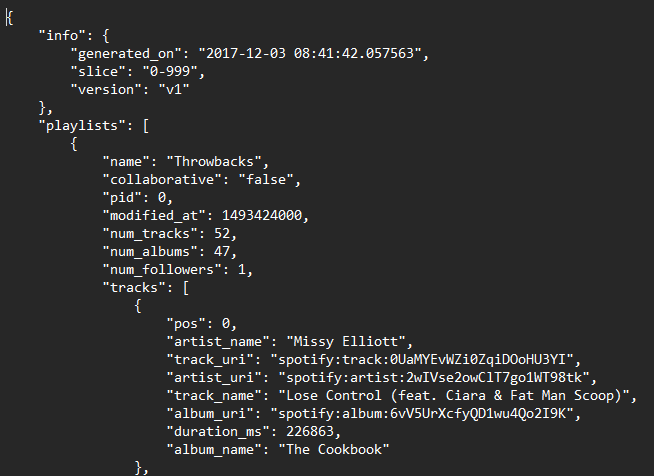 {
"info": {
"generated_on": "2017-12-03 08:41:42.057563",
"slice": "0-999",
"version": "v1"
},
"playlists": [
{
"name": "Throwbacks",
"collaborative": "false",
"pid": 0,
"modified_at": 1493424000,
"num_tracks": 52,
"num_albums": 47,
"num_followers": 1,
"tracks": [
{
"pos": 0,
"artist_name": "Missy Elliott",
"track_uri": "spotify:track:0UaMYEvWZi0ZqiDOoHU3YI",
"artist_uri": "spotify:artist:2wIVse2owClT7go1WT98tk",
"track_name": "Lose Control (feat. Ciara & Fat Man Scoop)",
"album_uri": "spotify:album:6vV5UrXcfyQD1wu4Qo2I9K",
"duration_ms": 226863,
"album_name": "The Cookbook"
},